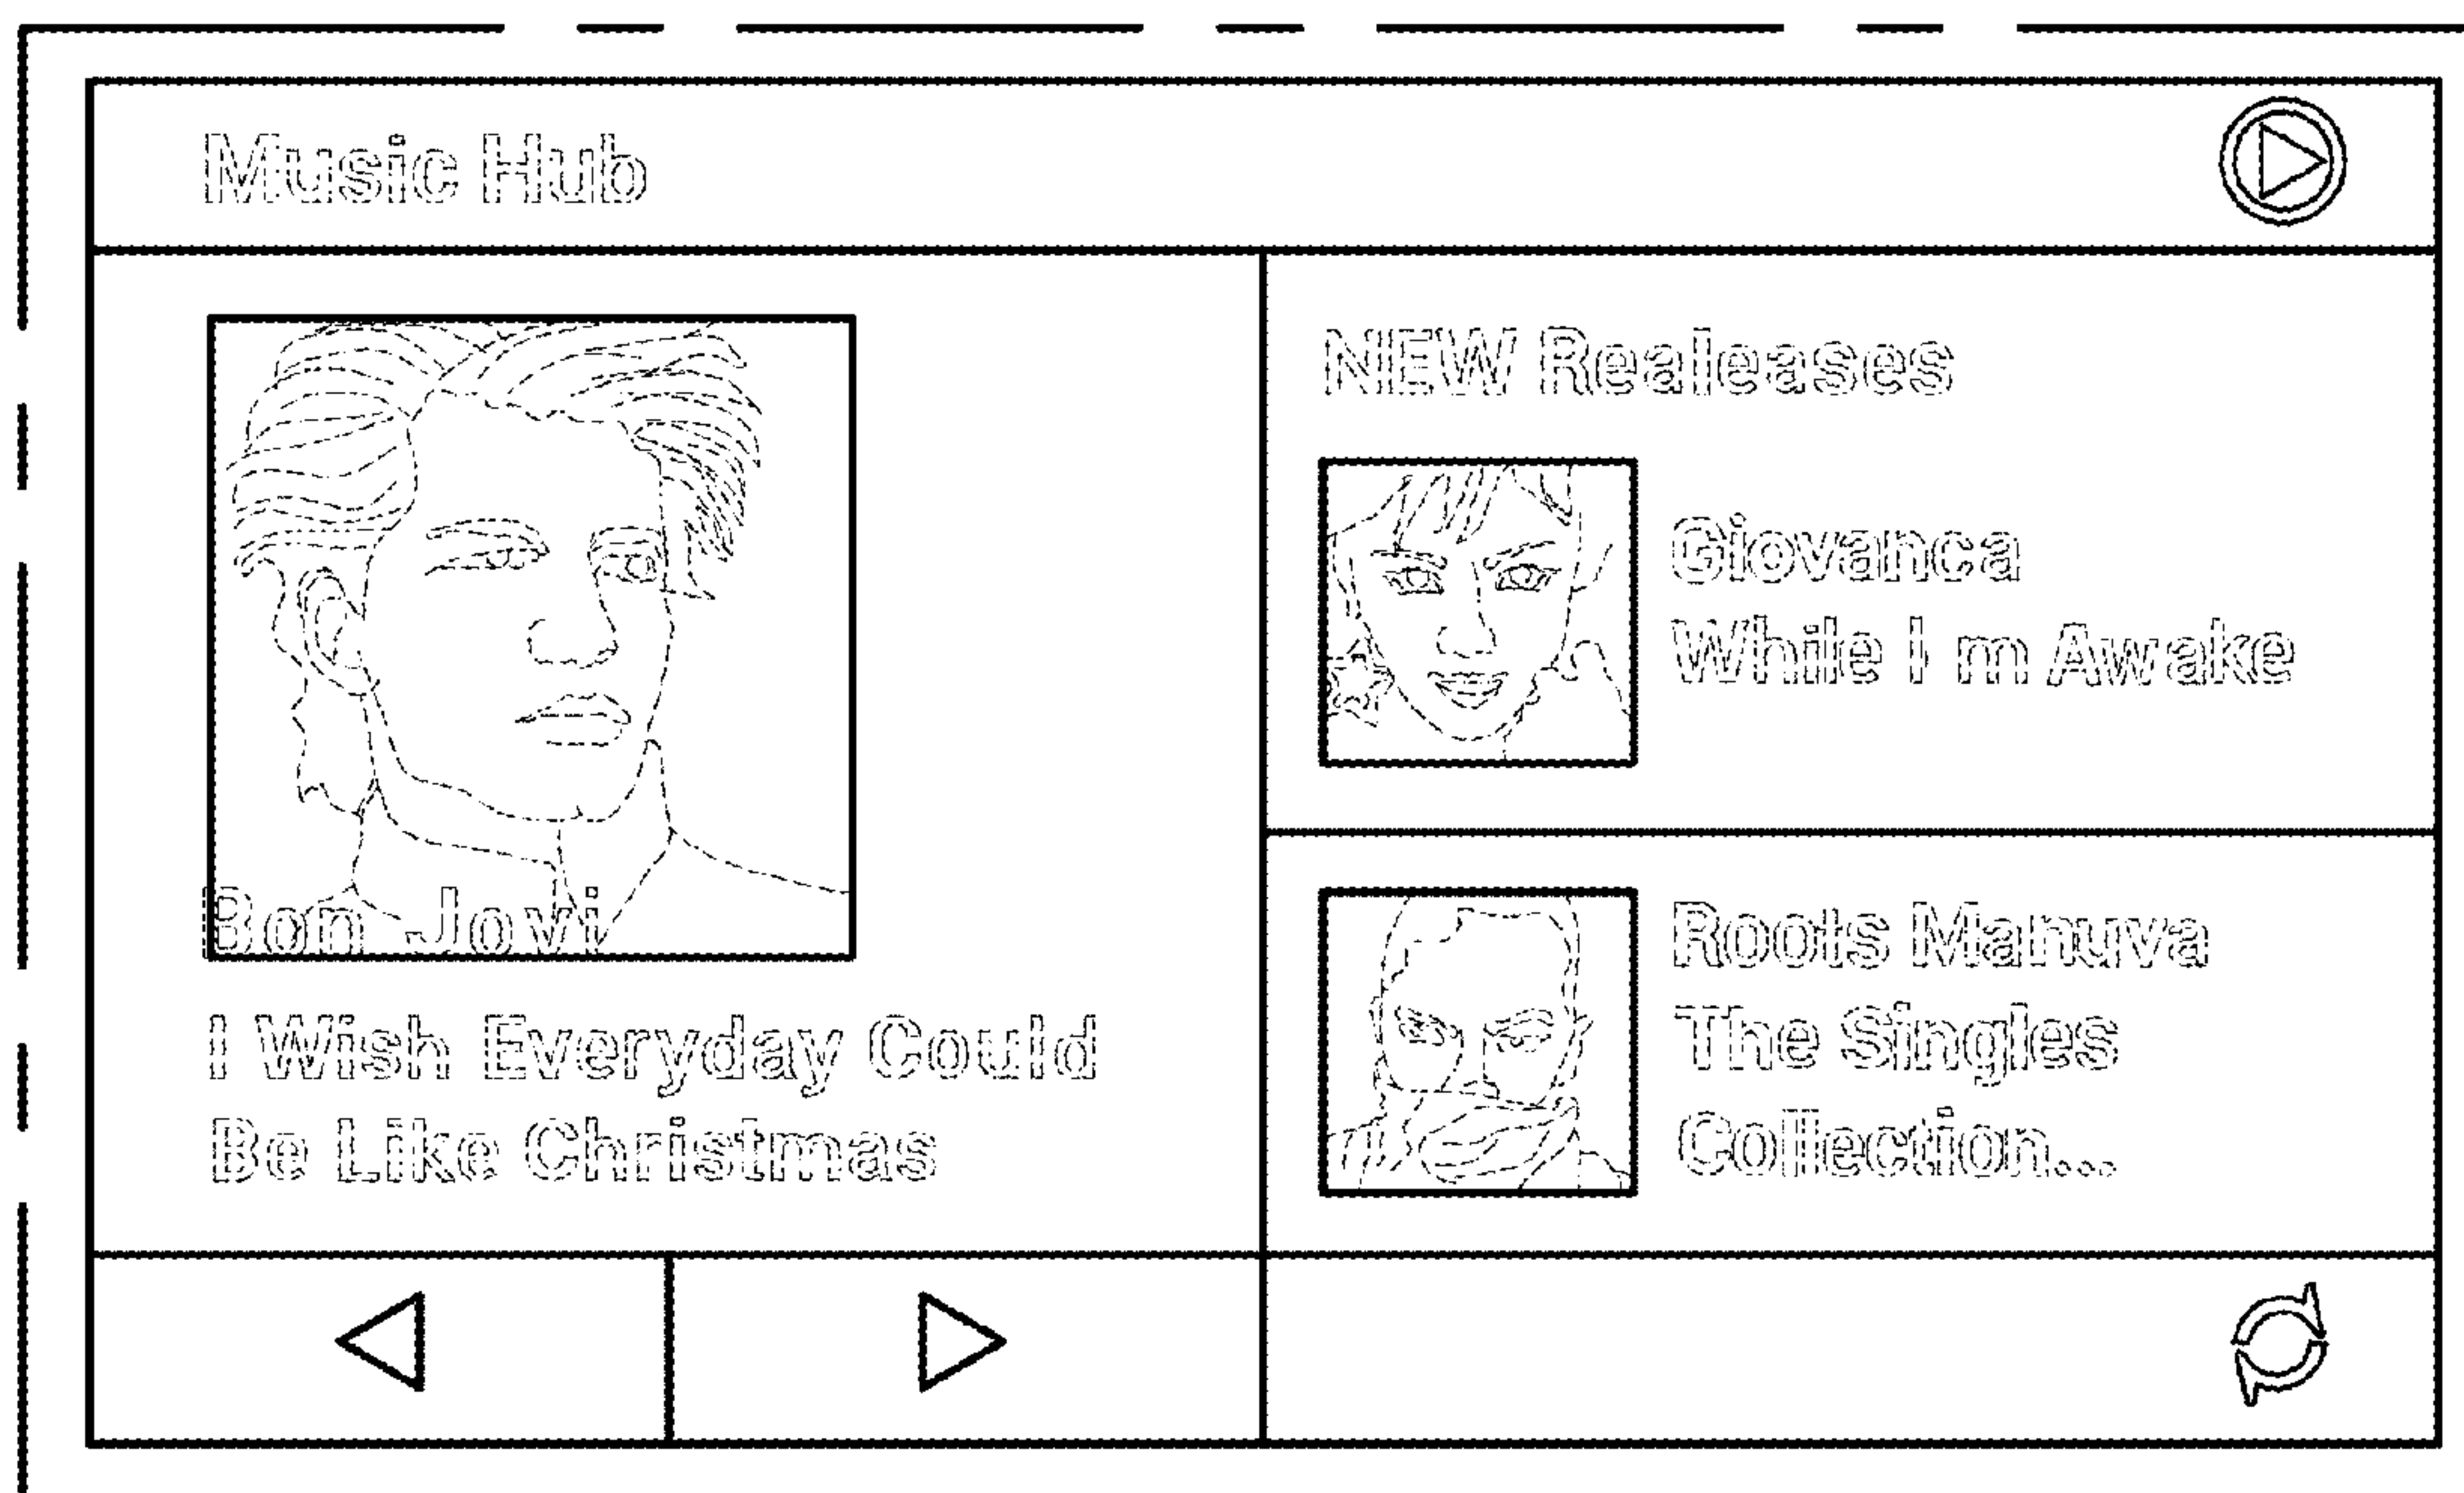 Music Hub
Bon Jovi
I Wish Everyday Could
Be Like Christmas
NEW Realeases
Giovanca
While I m Awake
Roots Manuva
The Singles
Collection...